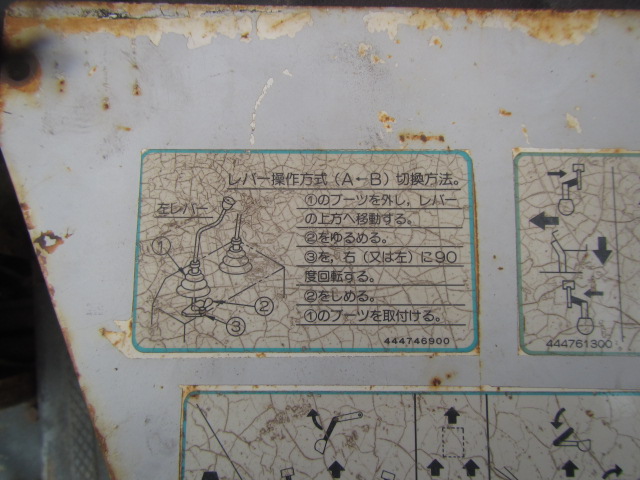 レバー操作方式（A←B）切換方法。
左レバー
①のブーツを外し，レバー
の上方へ移動する。
②をゆるめる。
③を，右（又は左）に90
度回転する。
②をしめる。
①のブーツを取付ける。
①
②
③
444746900
444761300